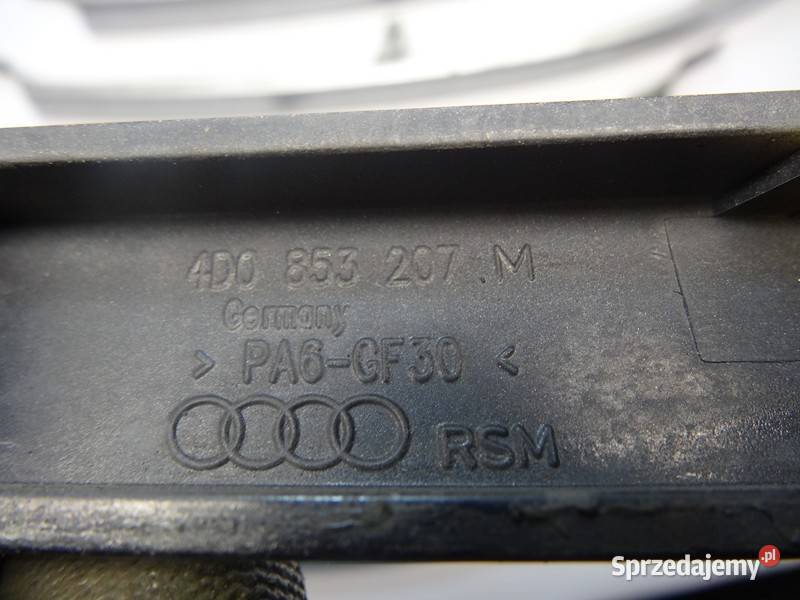 4D0 853 207 M
Germany
> PA6-GF30 <
RSM
Sprzedajemy.pl